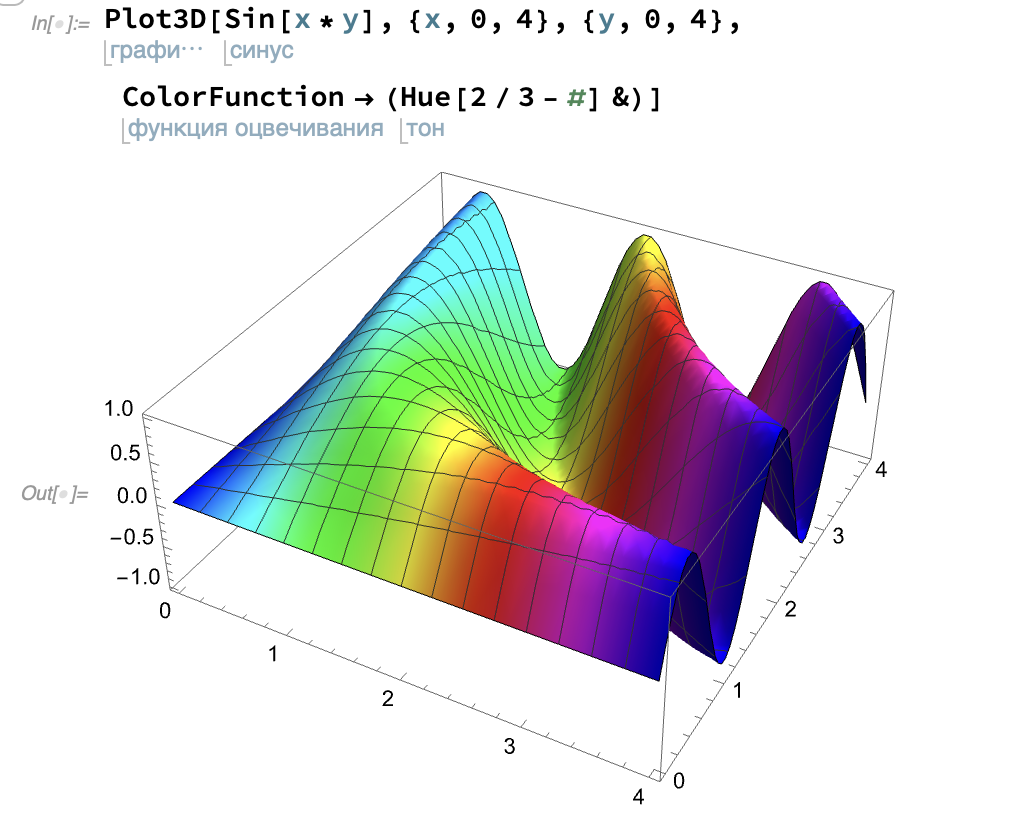 In[ ]:= Plot3D[Sin[x * y], {x, 0, 4}, {y, 0, 4},
графи⋯ синус
ColorFunction → (Hue[2 / 3 - #] &)]
функция оцвечивания тон
1.0
0.5
Out[ ]= 0.0
-0.5
-1.0
0
1
2
3
4
0
1
2
3
4